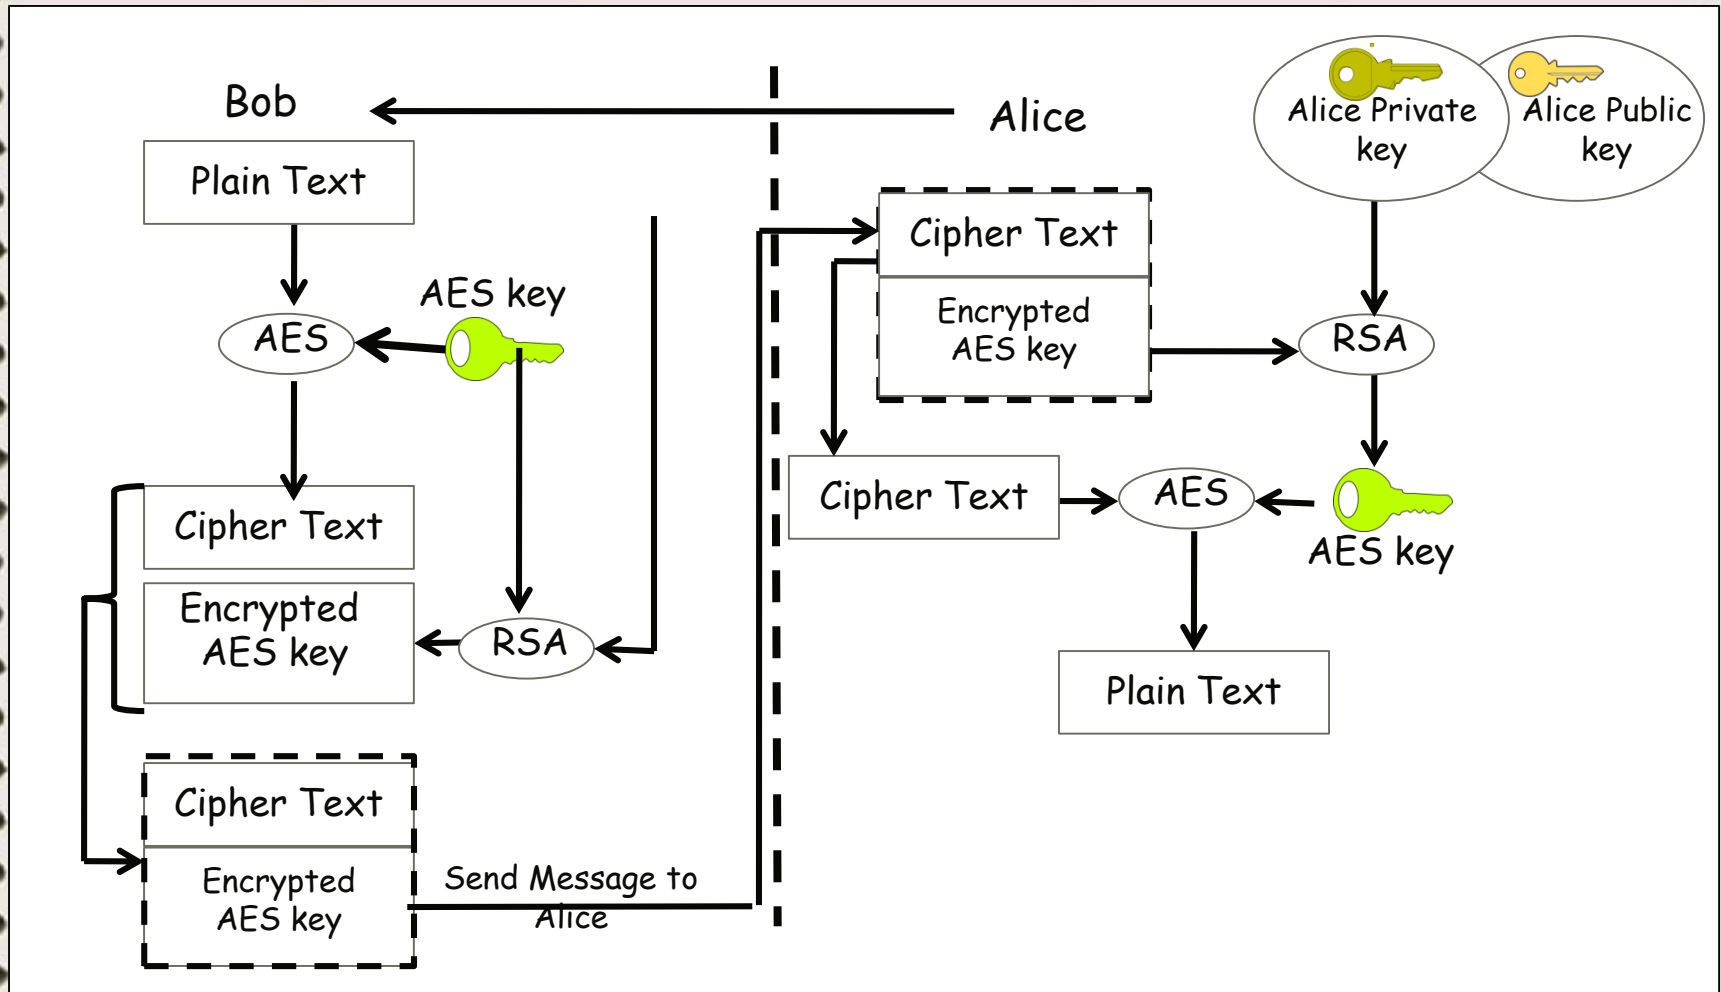 Bob
Plain Text
AES key
AES
Cipher Text
Encrypted
AES key
RSA
Cipher Text
Encrypted
AES key
Send Message to
Alice
Alice
Alice Private
key
Alice Public
key
Cipher Text
Encrypted
AES key
RSA
Cipher Text
AES
AES key
Plain Text